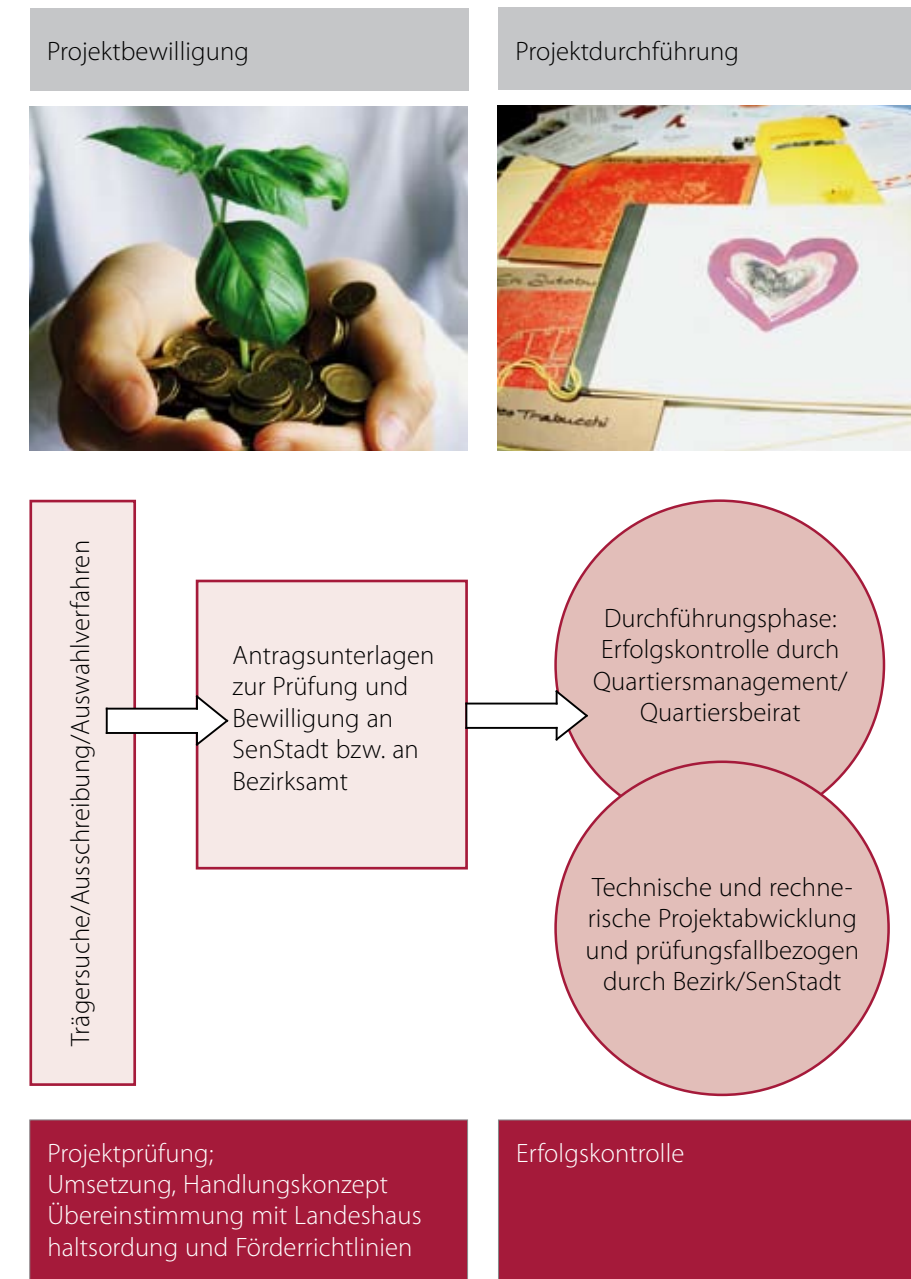 Projektbewilligung
Projektdurchführung
Trabucchi
Trägersuche/Ausschreibung/Auswahlverfahren
Antragsunterlagen
zur Prüfung und
Bewilligung an
SenStadt bzw. an
Bezirksamt
Durchführungsphase:
Erfolgskontrolle durch
Quartiersmanagement/
Quartiersbeirat
Technische und rechne-
rische Projektabwicklung
und prüfungsfallbezogen
durch Bezirk/SenStadt
Projektprüfung;
Umsetzung, Handlungskonzept
Übereinstimmung mit Landeshaus
haltsordung und Förderrichtlinien
Erfolgskontrolle